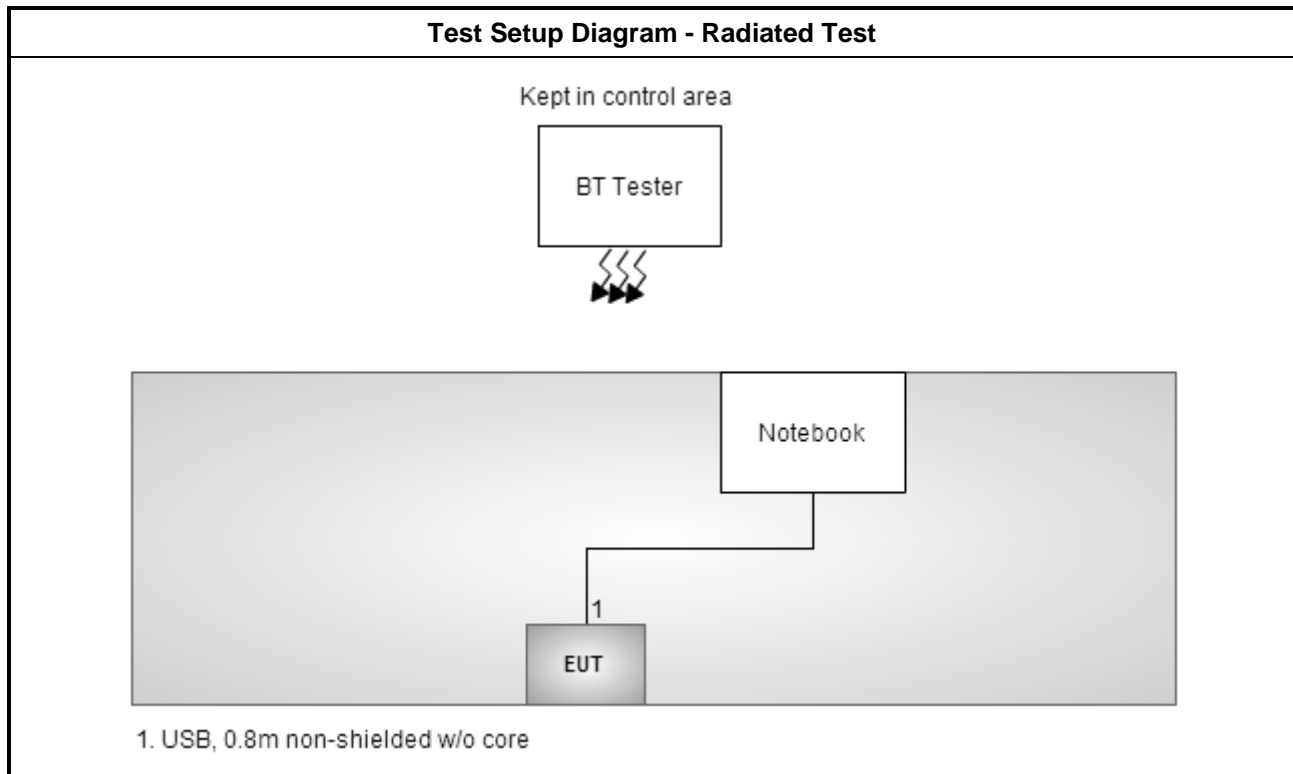 Test Setup Diagram - Radiated Test
Kept in control area
BT Tester
Notebook
1
EUT
1. USB, 0.8m non-shielded w/o core